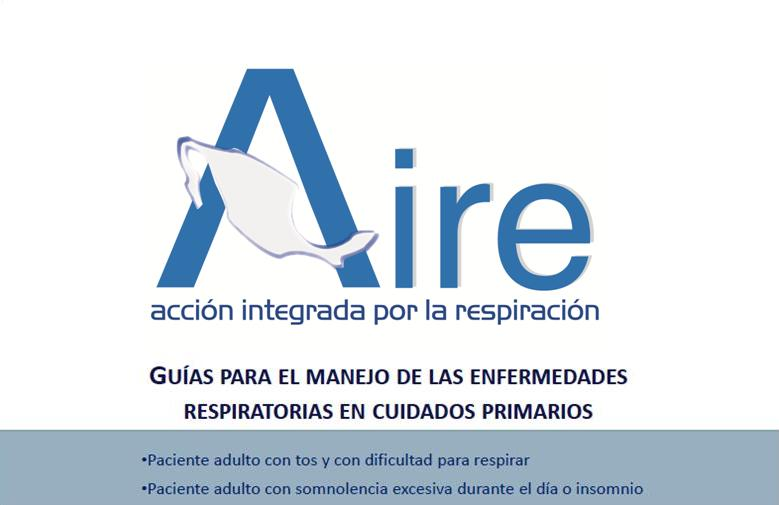 Aire
acción integrada por la respiración
GUÍAS PARA EL MANEJO DE LAS ENFERMEDADES
RESPIRATORIAS EN CUIDADOS PRIMARIOS
•Paciente adulto con tos y con dificultad para respirar
•Paciente adulto con somnolencia excesiva durante el día o insomnio